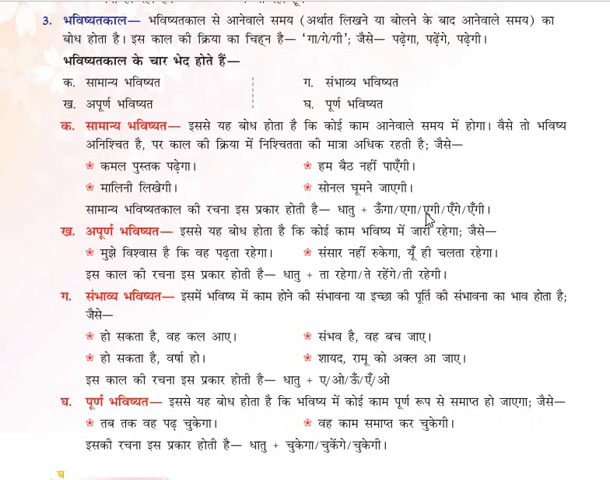 3. भविष्यतकाल— भविष्यतकाल से आनेवाले समय (अर्थात लिखने या बोलने के बाद आनेवाले समय) का
बोध होता है। इस काल की क्रिया का चिह्न है— ‘गा/गे/गी’; जैसे— पढ़ेगा, पढ़ेंगे, पढ़ेगी।
भविष्यतकाल के चार भेद होते हैं—
क. सामान्य भविष्यत ग. संभाव्य भविष्यत
ख. अपूर्ण भविष्यत घ. पूर्ण भविष्यत
क. सामान्य भविष्यत— इससे यह बोध होता है कि कोई काम आनेवाले समय में होगा। वैसे तो भविष्य
अनिश्चित है, पर काल की क्रिया में निश्चितता की मात्रा अधिक रहती है; जैसे—
❀ कमल पुस्तक पढ़ेगा। ❀ हम बैठ नहीं पाएँगी।
❀ मालिनी लिखेगी। ❀ सोनल घूमने जाएगी।
सामान्य भविष्यतकाल की रचना इस प्रकार होती है— धातु + ऊँगा/एगा/एगी/एँगे/एँगी।
ख. अपूर्ण भविष्यत— इससे यह बोध होता है कि कोई काम भविष्य में जारी रहेगा; जैसे—
❀ मुझे विश्वास है कि वह पढ़ता रहेगा। ❀ संसार नहीं रुकेगा, यूँ ही चलता रहेगा।
इस काल की रचना इस प्रकार होती है— धातु + ता रहेगा/ते रहेंगे/ती रहेगी।
ग. संभाव्य भविष्यत— इसमें भविष्य में काम होने की संभावना या इच्छा की पूर्ति की संभावना का भाव होता है;
जैसे—
❀ हो सकता है, वह कल आए। ❀ संभव है, वह बच जाए।
❀ हो सकता है, वर्षा हो। ❀ शायद, रामू को अक्ल आ जाए।
इस काल की रचना इस प्रकार होती है— धातु + ए/ओ/ऊँ/एँ/ओ
घ. पूर्ण भविष्यत— इससे यह बोध होता है कि भविष्य में कोई काम पूर्ण रूप से समाप्त हो जाएगा; जैसे—
❀ तब तक वह पढ़ चुकेगा। ❀ वह काम समाप्त कर चुकेगी।
इसकी रचना इस प्रकार होती है— धातु + चुकेगा/चुकेंगे/चुकेगी।